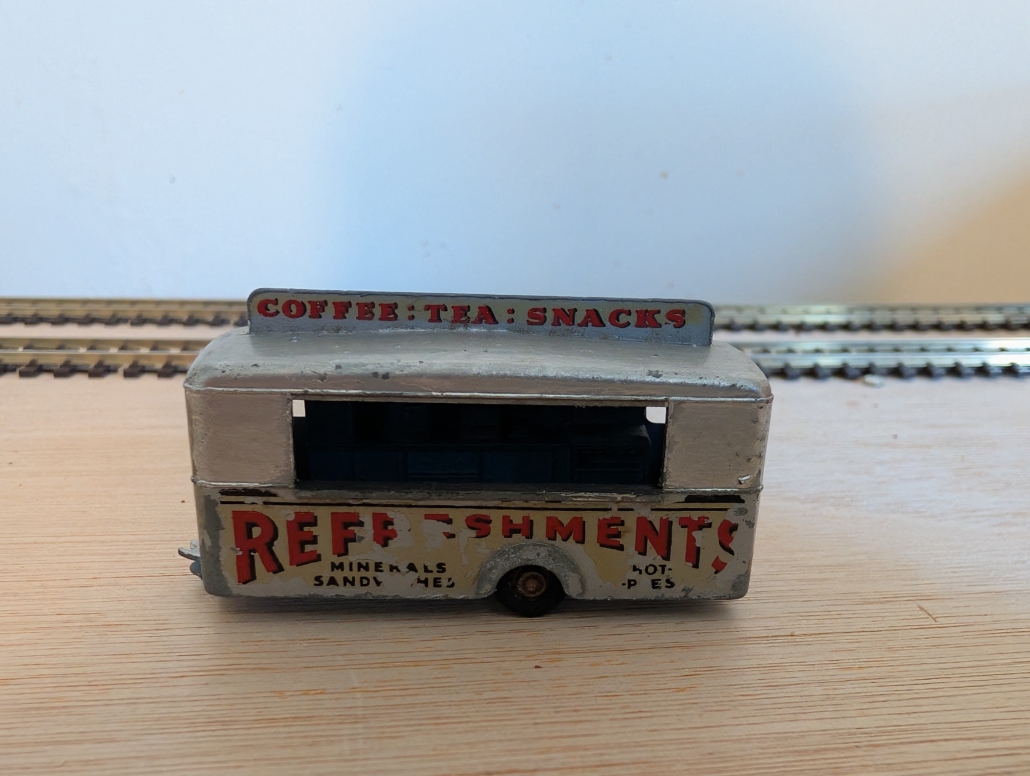 COFFEE : TEA : SNACKS
REFRESHMENTS
MINERALS HOT-
SANDWICHES -PIES